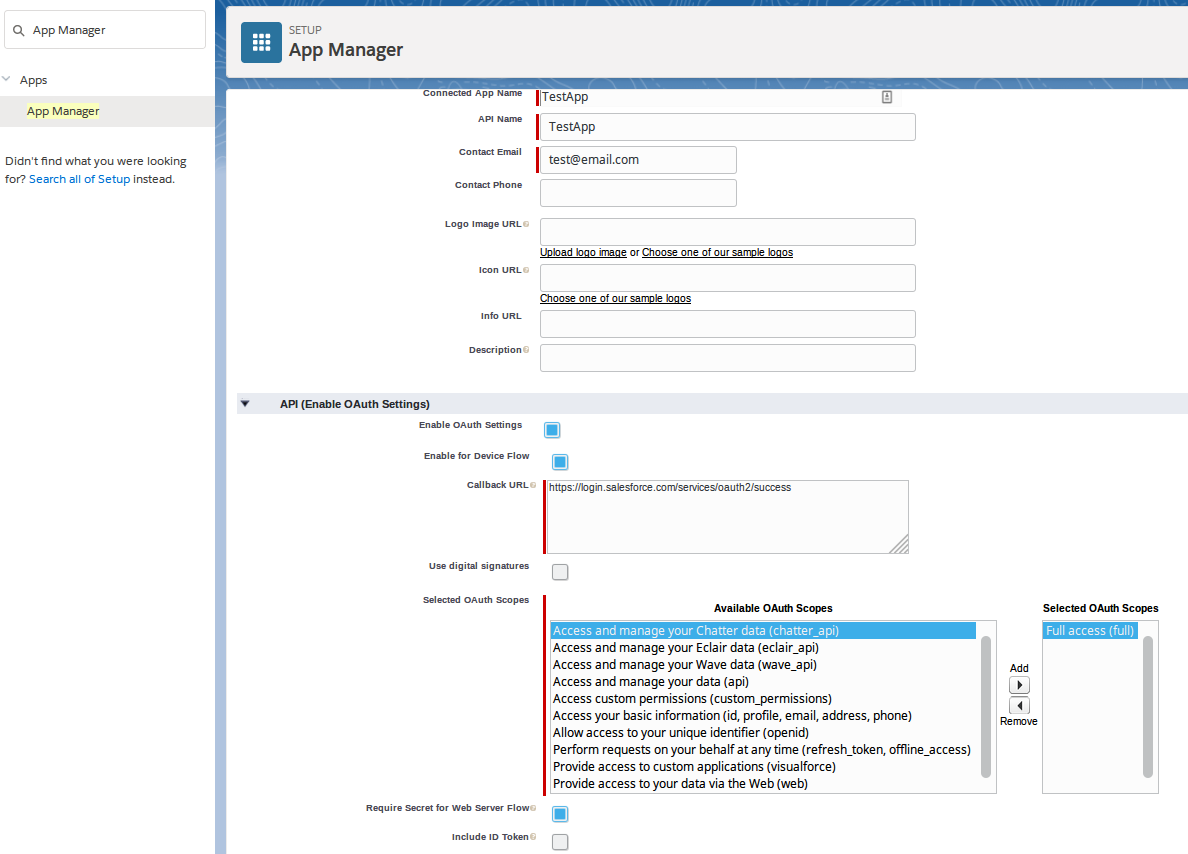 App Manager
Apps
App Manager
Didn't find what you were looking
for? Search all of Setup instead.
SETUP
App Manager
Connected App Name TestApp
API Name TestApp
Contact Email test@email.com
Contact Phone
Logo Image URL
Upload logo image or Choose one of our sample logos
Icon URL
Choose one of our sample logos
Info URL
Description
API (Enable OAuth Settings)
Enable OAuth Settings
Enable for Device Flow
Callback URL https://login.salesforce.com/services/oauth2/success
Use digital signatures
Selected OAuth Scopes
Available OAuth Scopes
Access and manage your Chatter data (chatter_api)
Access and manage your Eclair data (eclair_api)
Access and manage your Wave data (wave_api)
Access and manage your data (api)
Access custom permissions (custom_permissions)
Access your basic information (id, profile, email, address, phone)
Allow access to your unique identifier (openid)
Perform requests on your behalf at any time (refresh_token, offline_access)
Provide access to custom applications (visualforce)
Provide access to your data via the Web (web)
Add
Remove
Selected OAuth Scopes
Full access (full)
Require Secret for Web Server Flow
Include ID Token